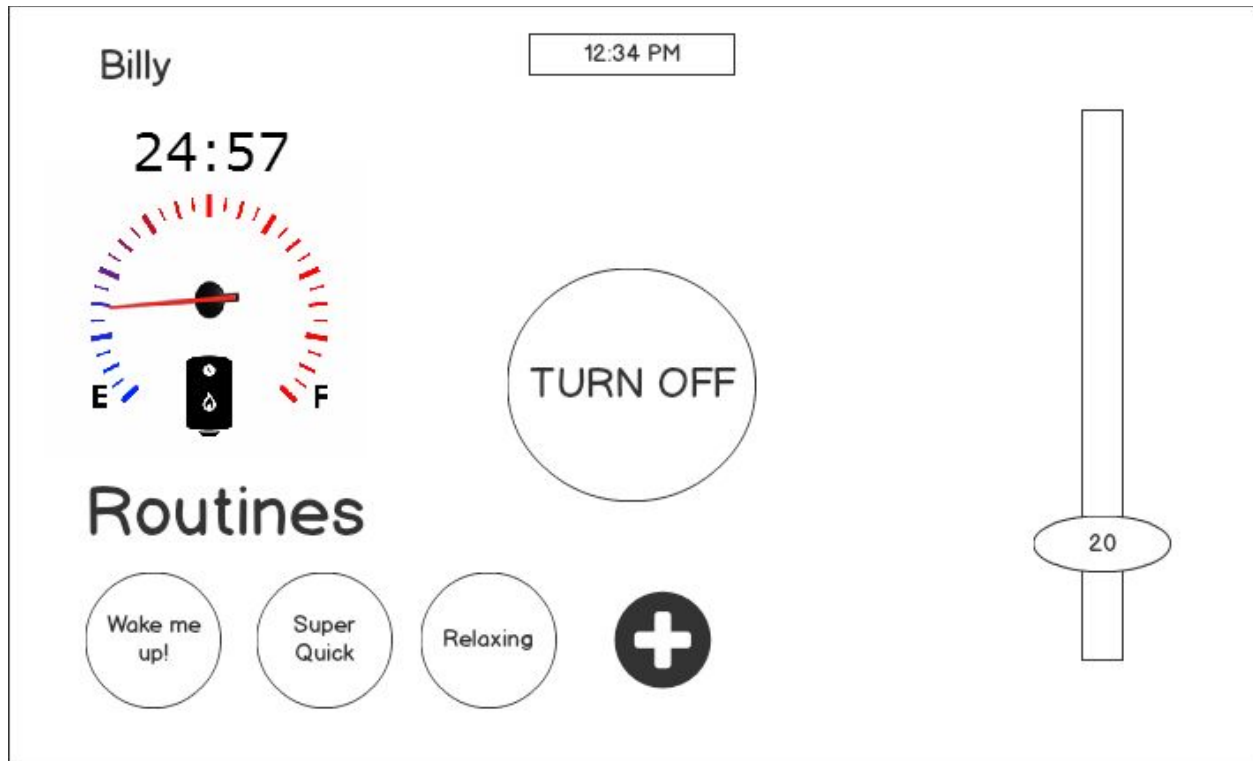 Billy
12:34 PM
24:57
E
F
TURN OFF
Routines
20
Wake me
up!
Super
Quick
Relaxing